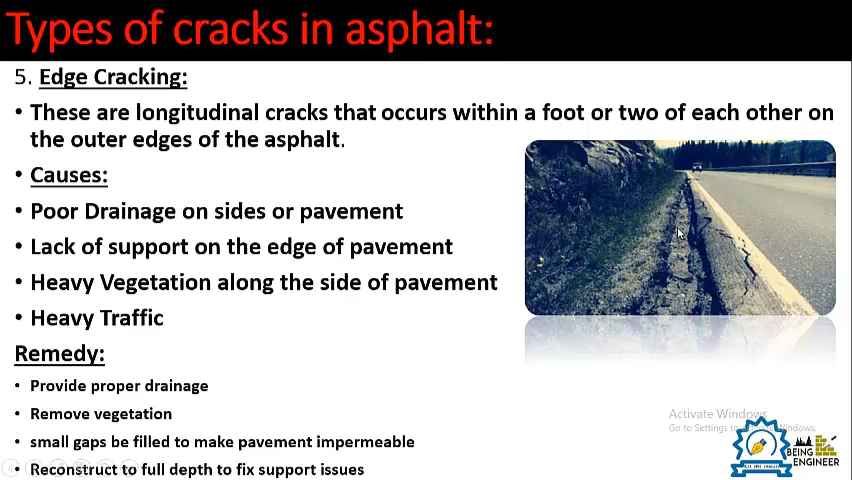 Types of cracks in asphalt:
5. Edge Cracking:
• These are longitudinal cracks that occurs within a foot or two of each other on
the outer edges of the asphalt.
• Causes:
• Poor Drainage on sides or pavement
• Lack of support on the edge of pavement
• Heavy Vegetation along the side of pavement
• Heavy Traffic
Remedy:
• Provide proper drainage
• Remove vegetation
• small gaps be filled to make pavement impermeable
• Reconstruct to full depth to fix support issues
Activate Windows
Go to Settings to Activate Windows.
BEING
ENGINEER